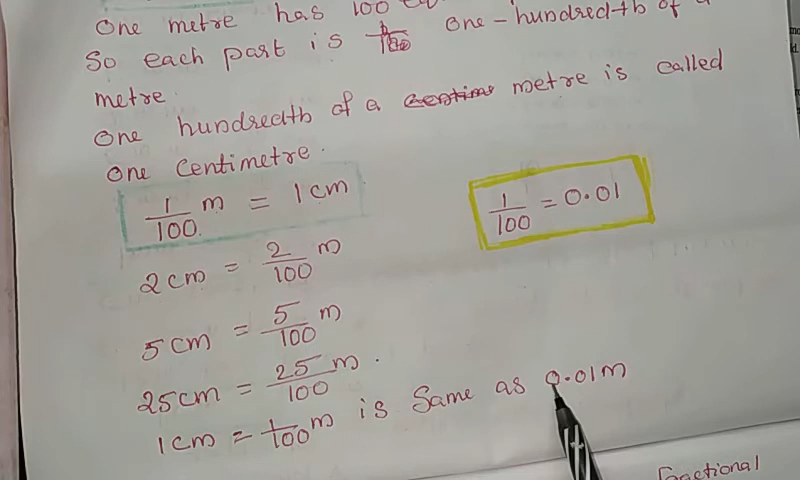 One metre has 100
So each part is 1/100 one-hundredth of a
metre.
One hundredth of a metre is called
one centimetre.
1/100 m = 1cm
1/100 = 0.01
2cm = 2/100 m
5cm = 5/100 m
25cm = 25/100 m.
1cm = 1/100 m is same as 0.01m